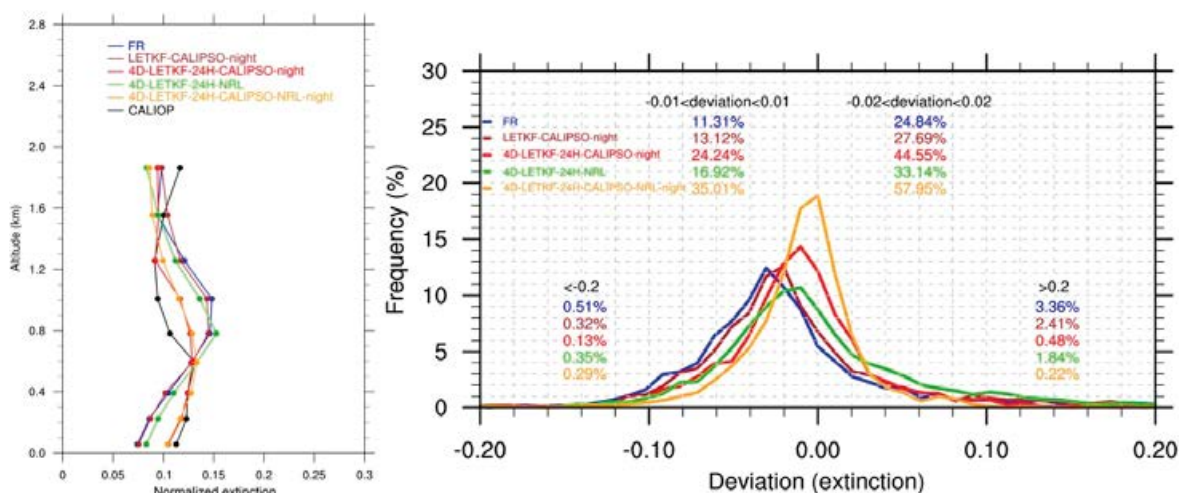 2.8
2.4
2.0
1.6
1.2
0.8
0.4
0.0
Altitude (km)
FR
LETKF-CALIPSO-night
4D-LETKF-24H-CALIPSO-night
4D-LETKF-24H-NRL
4D-LETKF-24H-CALIPSO-NRL-night
CALIOP
0 0.05 0.1 0.15 0.2 0.25 0.3
Normalized extinction
30
25
20
15
10
5
0
Frequency (%)
-0.01<deviation<0.01 -0.02<deviation<0.02
FR 11.31% 24.84%
LETKF-CALIPSO-night 13.12% 27.69%
4D-LETKF-24H-CALIPSO-night 24.24% 44.55%
4D-LETKF-24H-NRL 16.92% 33.14%
4D-LETKF-24H-CALIPSO-NRL-night 35.01% 57.95%
<-0.2 >0.2
0.51% 3.36%
0.32% 2.41%
0.13% 0.48%
0.35% 1.84%
0.29% 0.22%
-0.20 -0.10 0.00 0.10 0.20
Deviation (extinction)